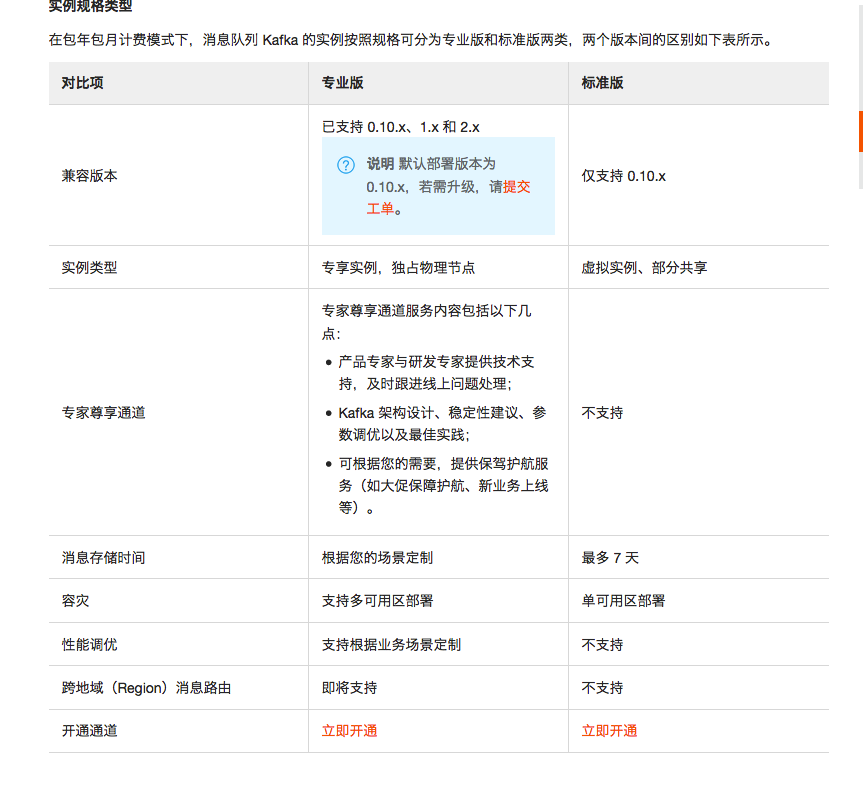 实例规格类型
在包年包月计费模式下，消息队列 Kafka 的实例按照规格可分为专业版和标准版两类，两个版本间的区别如下表所示。
对比项 专业版 标准版
兼容版本
已支持 0.10.x、1.x 和 2.x
说明 默认部署版本为
0.10.x，若需升级，请提交
工单。
仅支持 0.10.x
实例类型 专享实例，独占物理节点 虚拟实例、部分共享
专家尊享通道
专家尊享通道服务内容包括以下几
点：
• 产品专家与研发专家提供技术支
持，及时跟进线上问题处理；
• Kafka 架构设计、稳定性建议、参
数调优以及最佳实践；
• 可根据您的需要，提供保驾护航服
务（如大促保障护航、新业务上线
等）。
不支持
消息存储时间 根据您的场景定制 最多 7 天
容灾 支持多可用区部署 单可用区部署
性能调优 支持根据业务场景定制 不支持
跨地域（Region）消息路由 即将支持 不支持
开通通道 立即开通 立即开通